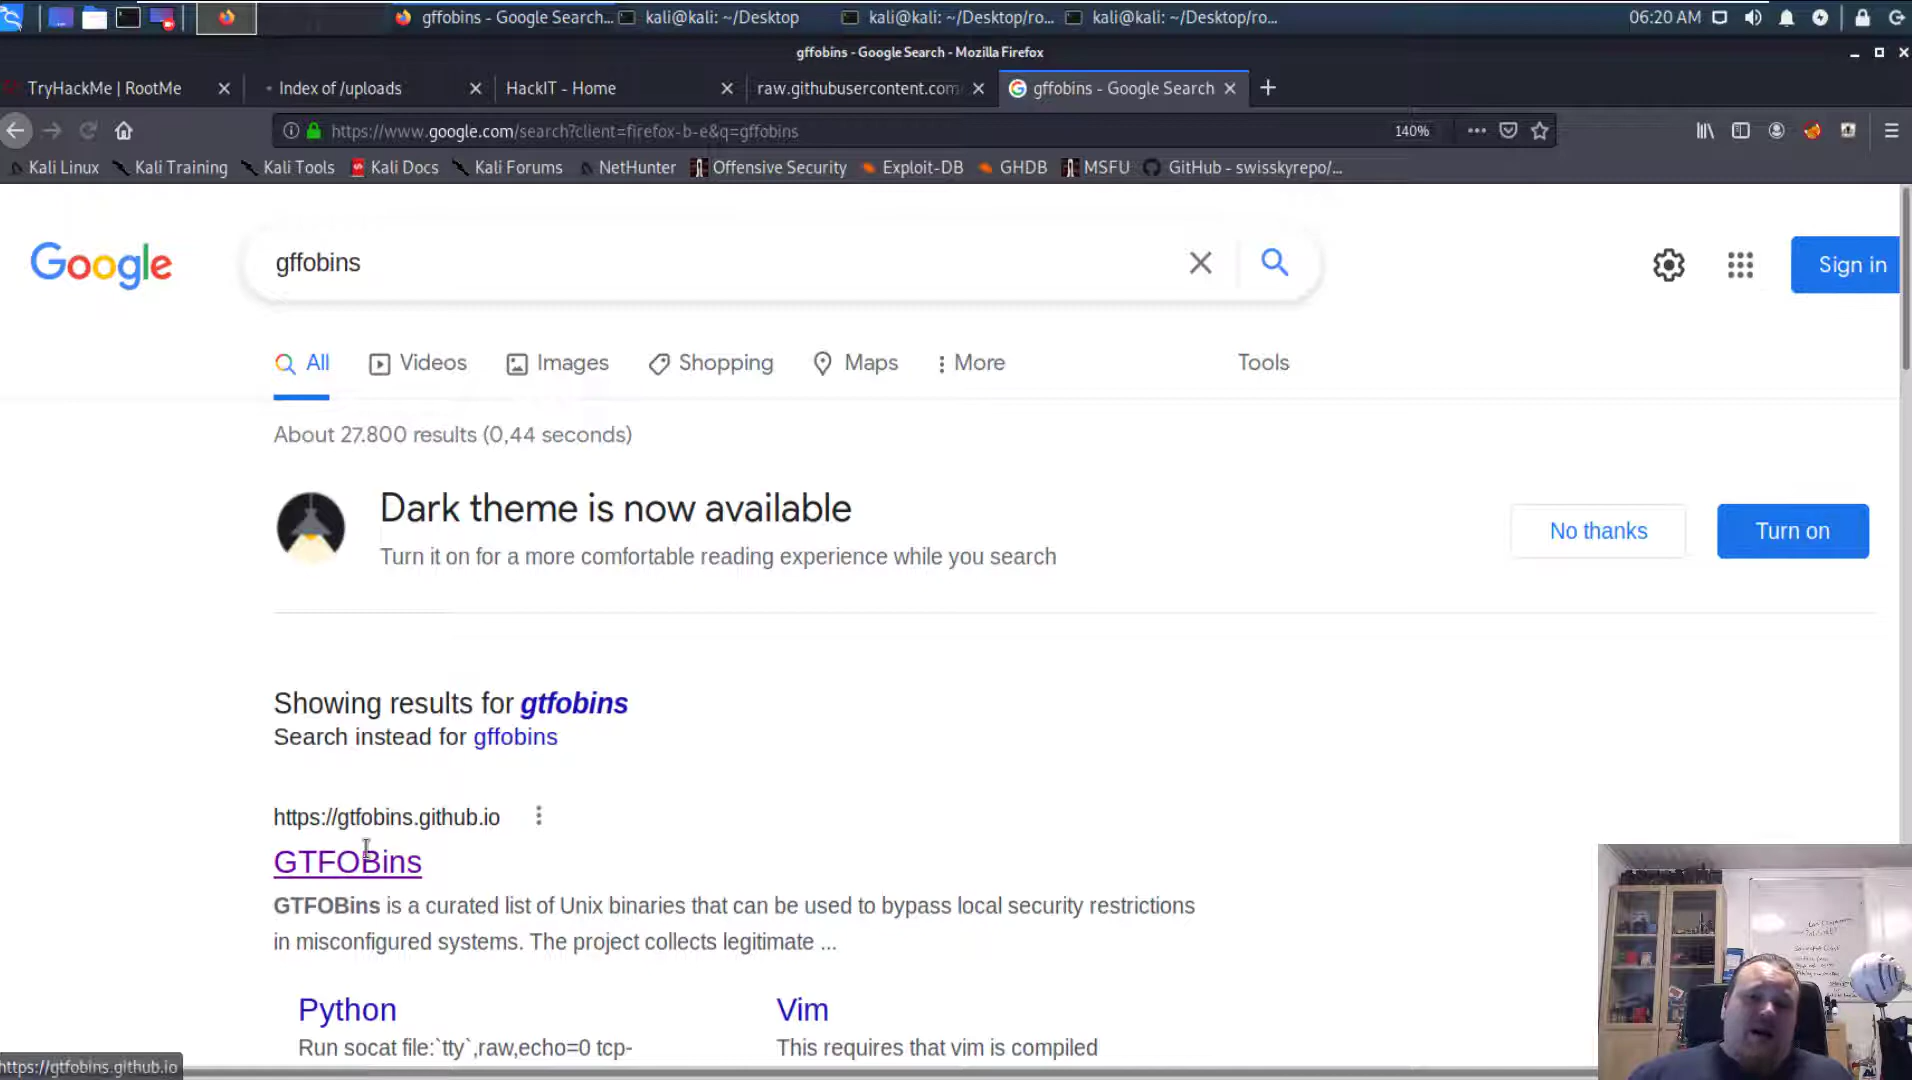 gffobins - Google Search... kali@kali: ~/Desktop kali@kali: ~/Desktop/ro... kali@kali: ~/Desktop/ro... 06:20 AM
gffobins - Google Search - Mozilla Firefox
TryHackMe | RootMe Index of /uploads HackIT - Home raw.githubusercontent.com/ gffobins - Google Search
https://www.google.com/search?client=firefox-b-e&q=gffobins 140%
Kali Linux Kali Training Kali Tools Kali Docs Kali Forums NetHunter Offensive Security Exploit-DB GHDB MSFU GitHub - swisskyrepo/...
Google gffobins Sign in
All Videos Images Shopping Maps More Tools
About 27.800 results (0,44 seconds)
Dark theme is now available
Turn it on for a more comfortable reading experience while you search
No thanks Turn on
Showing results for gtfobins
Search instead for gffobins
https://gtfobins.github.io
GTFOBins
GTFOBins is a curated list of Unix binaries that can be used to bypass local security restrictions
in misconfigured systems. The project collects legitimate ...
Python Vim
Run socat file:`tty`,raw,echo=0 tcp- This requires that vim is compiled
https://gtfobins.github.io